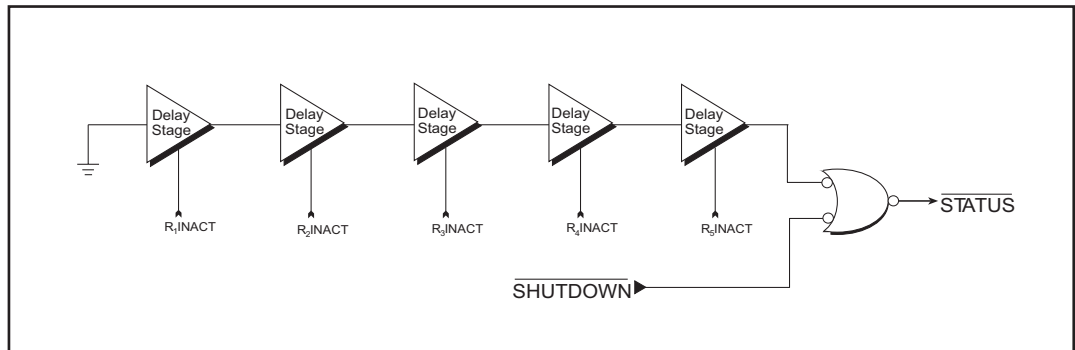 Delay
Stage
Delay
Stage
Delay
Stage
Delay
Stage
Delay
Stage
R₁INACT
R₂INACT
R₃INACT
R₄INACT
R₅INACT
STATUS
SHUTDOWN